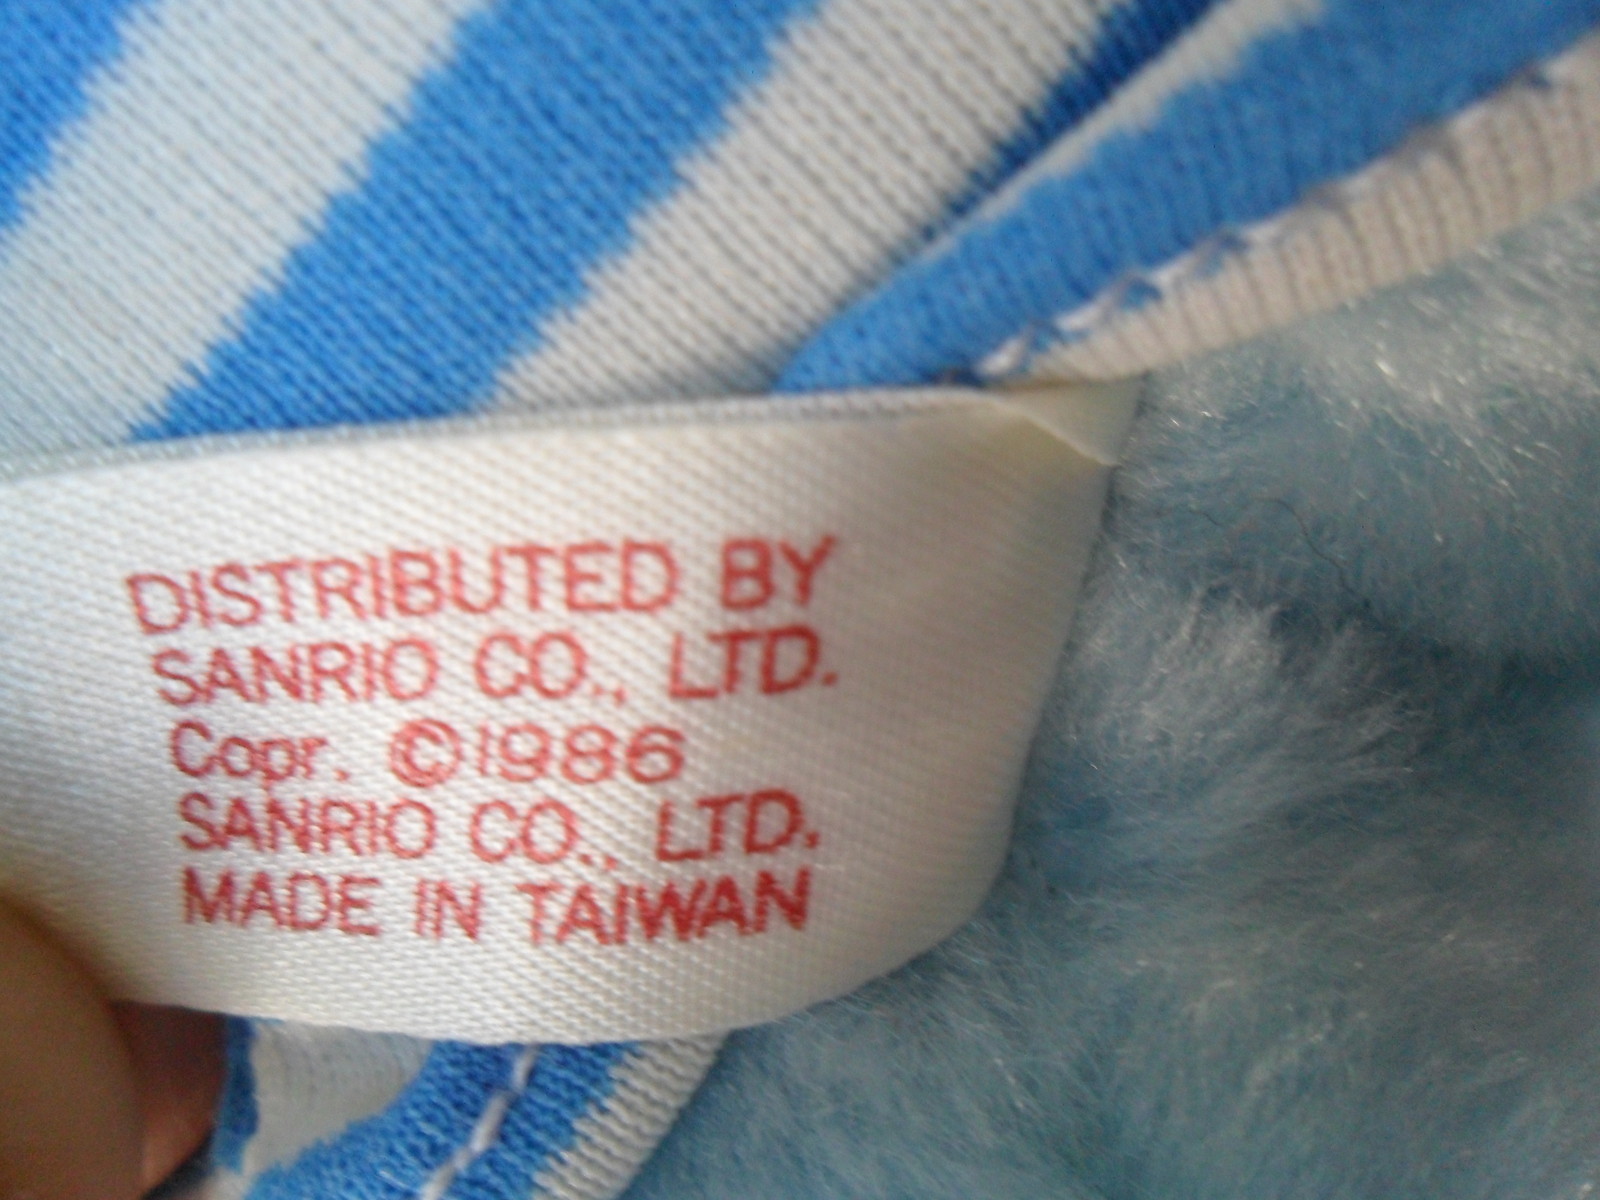 DISTRIBUTED BY
SANRIO CO., LTD.
Copr. ©1986
SANRIO CO., LTD.
MADE IN TAIWAN